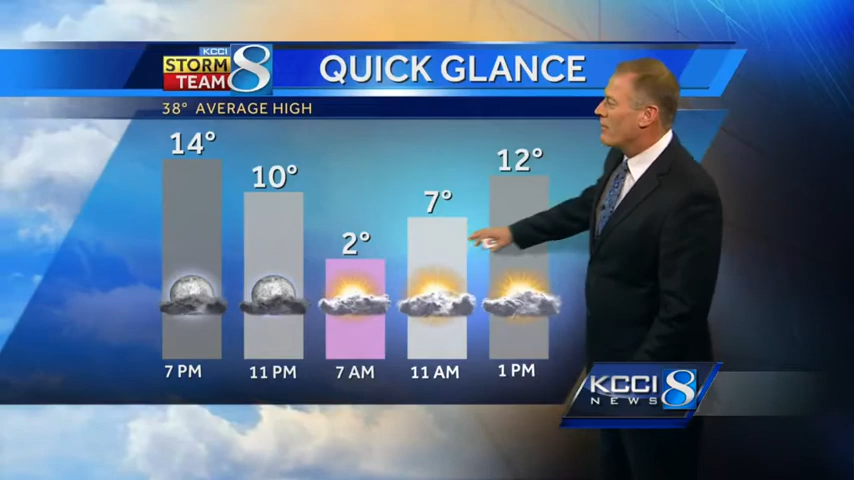 KCCI
STORM
TEAM
8
QUICK GLANCE
38° AVERAGE HIGH
14°
10°
2°
7°
12°
7 PM
11 PM
7 AM
11 AM
1 PM
KCCI 8
NEWS